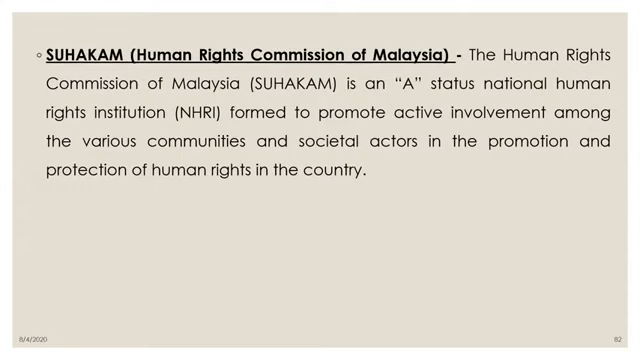 ◦ SUHAKAM (Human Rights Commission of Malaysia) - The Human Rights
Commission of Malaysia (SUHAKAM) is an “A” status national human
rights institution (NHRI) formed to promote active involvement among
the various communities and societal actors in the promotion and
protection of human rights in the country.
8/4/2020
82